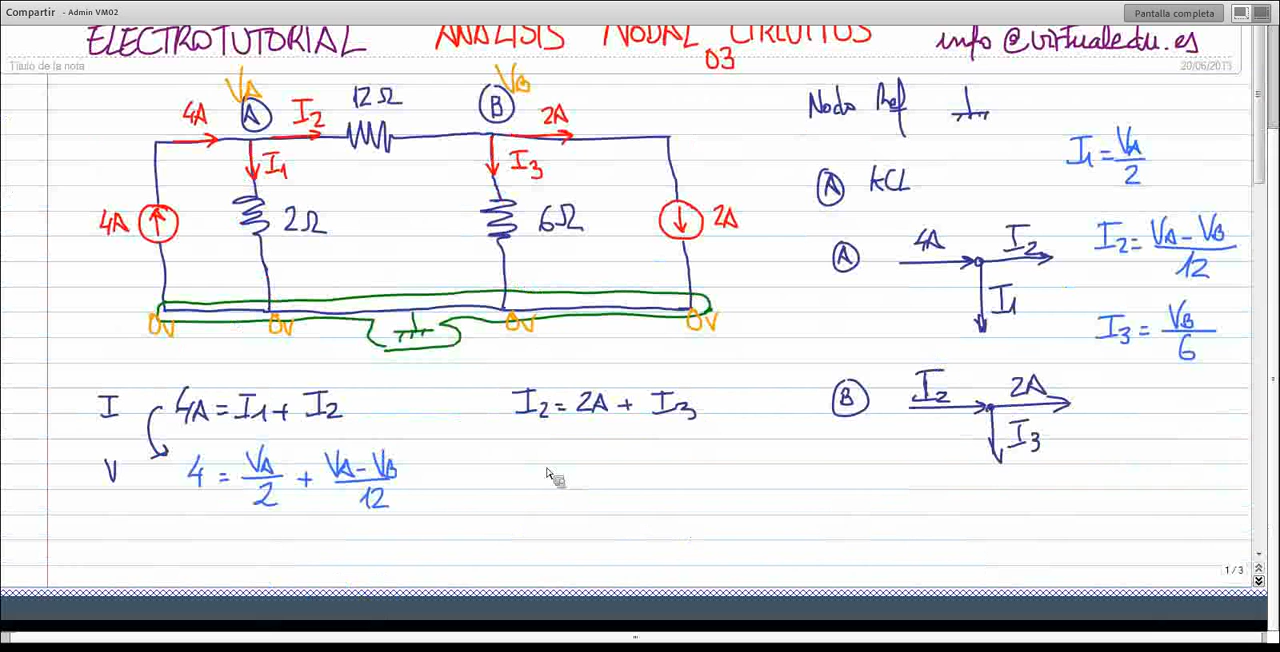 Compartir - Admin VM02
Pantalla completa
ELECTROTUTORIAL ANALISIS NODAL CIRCUITOS 03 info@virtualedu.es
Título de la nota
20/06/2013
VA VB
4A A I2 12Ω B 2A
I1 I3
4A 2Ω 6Ω 2A
0V 0V 0V 0V
Nodo Ref
A KCL
A 4A I2
I1
I1 = VA/2
I2 = VA - VB/12
I3 = VB/6
B I2 2A
I3
I 4A = I1 + I2 I2 = 2A + I3
V 4 = VA/2 + VA - VB/12
1 / 3